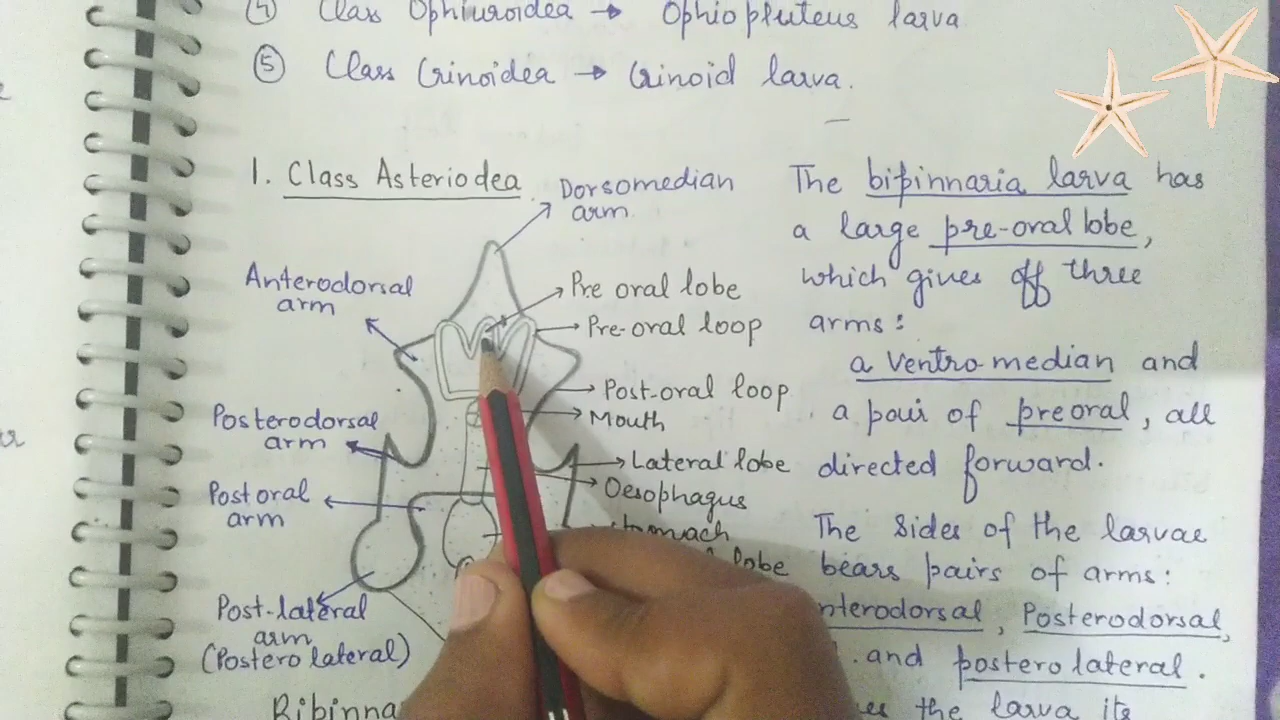 ④ Class Ophiuroidea → Ophiopluteus larva
⑤ Class Crinoidea → Crinoid larva.
1. Class Asteriodea
Dorsomedian
arm
Anterodorsal
arm
Pre oral lobe
Pre-oral loop
Post-oral loop
Mouth
Posterodorsal
arm
Lateral lobe
Oesophagus
Post oral
arm
lobe
Post-lateral
arm
(Postero lateral)
The bipinnaria larva has
a large pre-oral lobe,
which gives off three
arms:
a Ventro median and
a pair of preoral, all
directed forward.
The Sides of the larvae
bears pairs of arms:
nterodorsal, Posterodorsal,
and postero lateral.
the larva its
Bibinna